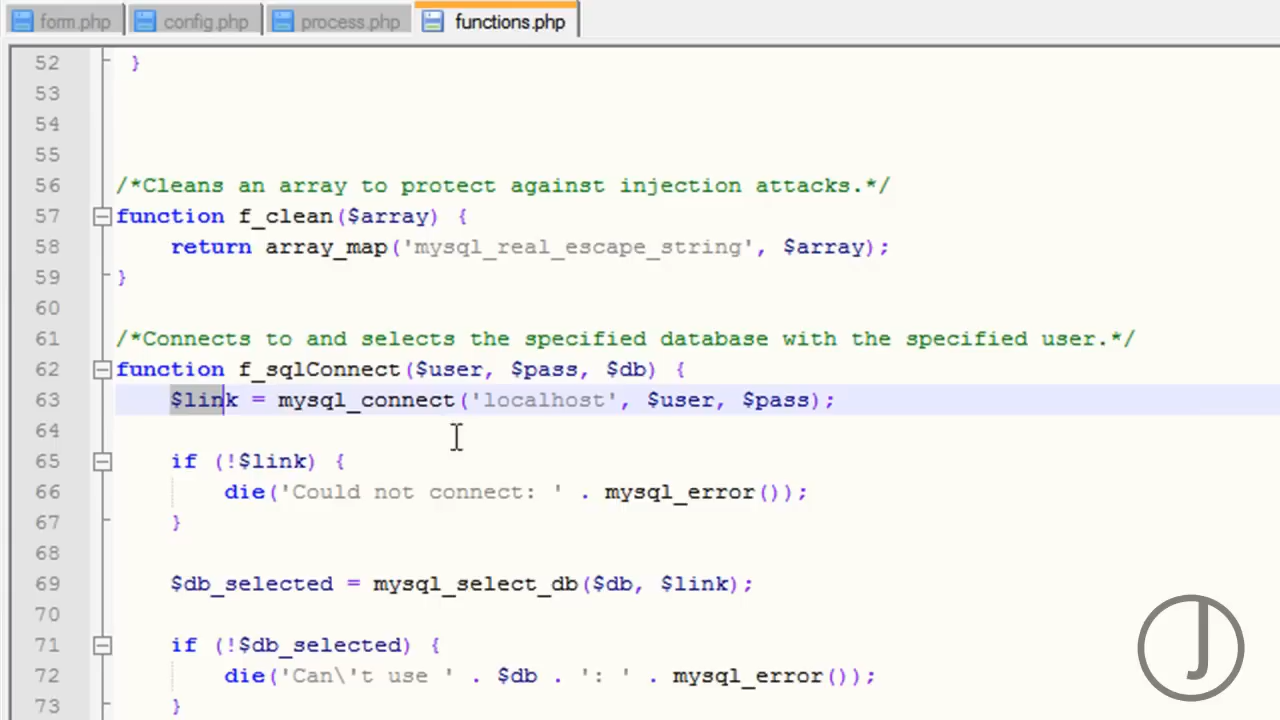 form.php config.php process.php functions.php
52 }
53
54
55
56 /*Cleans an array to protect against injection attacks.*/
57 function f_clean($array) {
58 return array_map('mysql_real_escape_string', $array);
59 }
60
61 /*Connects to and selects the specified database with the specified user.*/
62 function f_sqlConnect($user, $pass, $db) {
63 $link = mysql_connect('localhost', $user, $pass);
64
65 if (!$link) {
66 die('Could not connect: ' . mysql_error());
67 }
68
69 $db_selected = mysql_select_db($db, $link);
70
71 if (!$db_selected) {
72 die('Can\'t use ' . $db . ': ' . mysql_error());
73 }
J